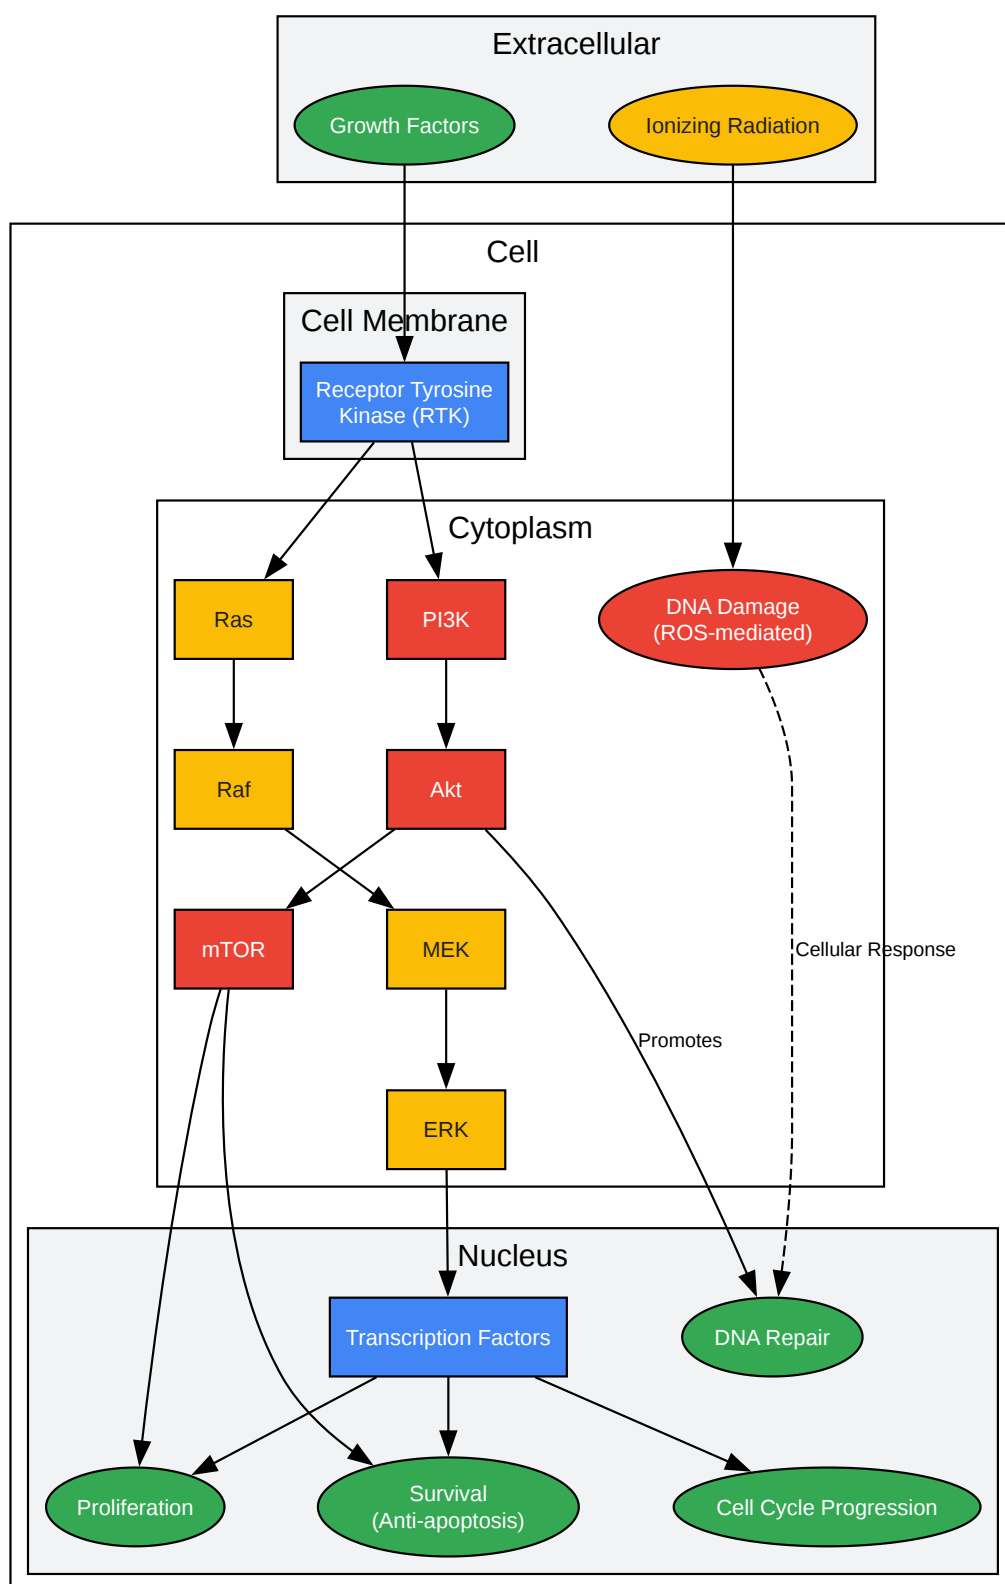 Extracellular
Growth Factors
Ionizing Radiation
Cell
Cell Membrane
Receptor Tyrosine
Kinase (RTK)
Cytoplasm
Ras
PI3K
DNA Damage
(ROS-mediated)
Raf
Akt
mTOR
MEK
Cellular Response
Promotes
ERK
Nucleus
Transcription Factors
DNA Repair
Proliferation
Survival
(Anti-apoptosis)
Cell Cycle Progression